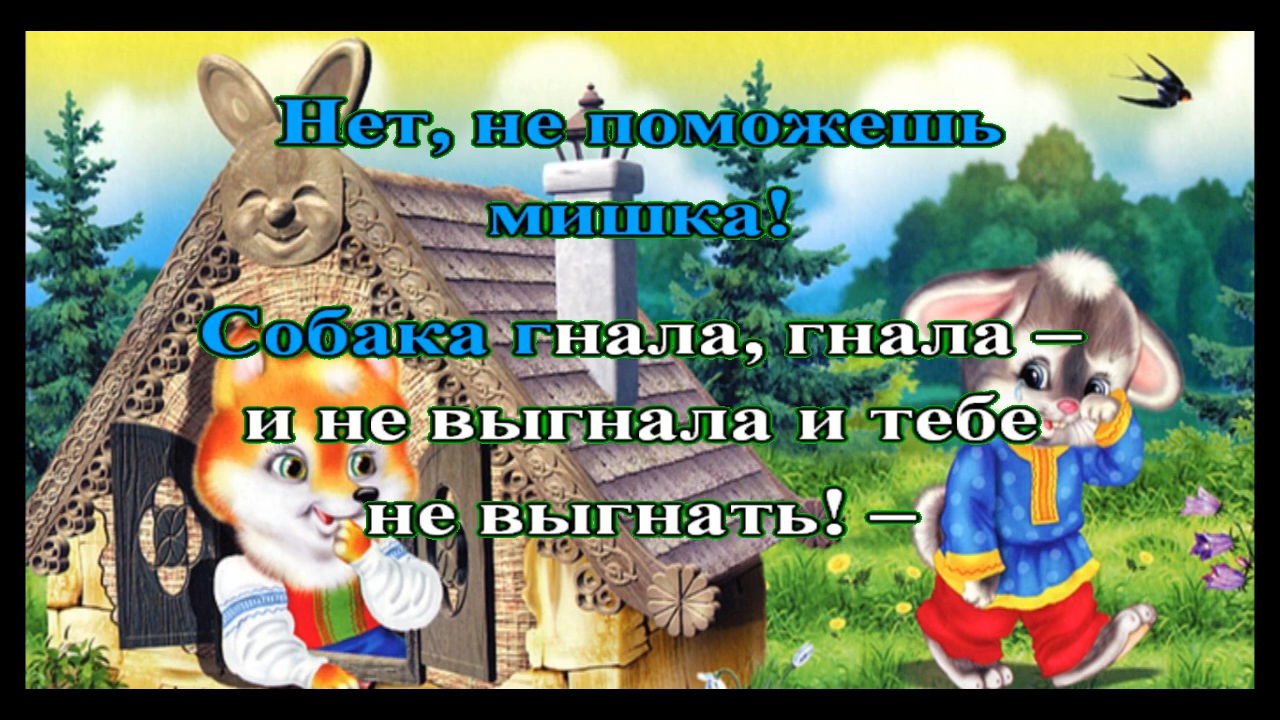 Нет, не поможешь
мишка!
Собака гнала, гнала –
и не выгнала и тебе
не выгнать! –